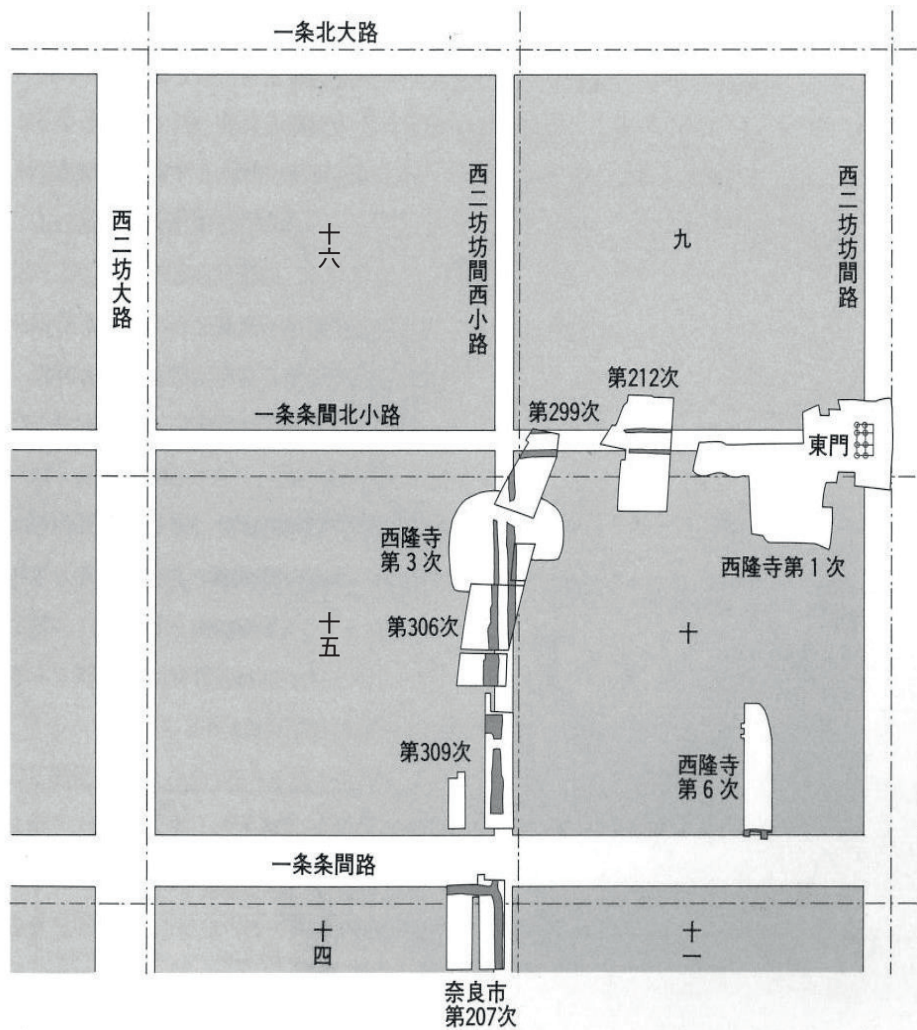 一条北大路
西二坊大路
十六
西二坊坊間西小路
九
西二坊坊間路
第212次
第299次
一条条間北小路
東門
西隆寺
第3次
西隆寺第1次
十五
第306次
十
第309次
西隆寺
第6次
一条条間路
十四
十一
奈良市
第207次